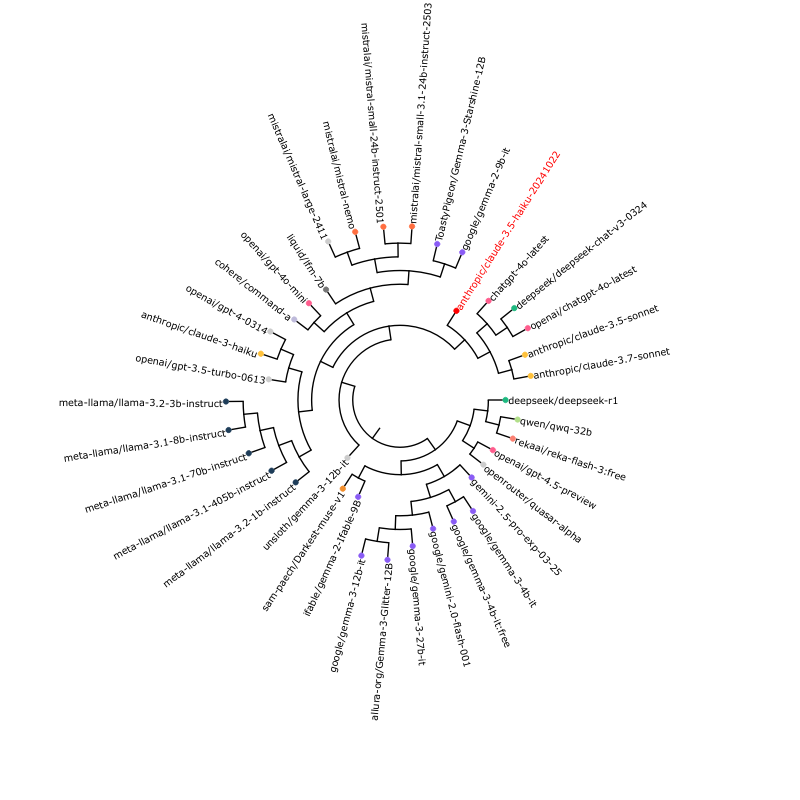 mistralai/mistral-large-2411
mistralai/mistral-nemo
mistralai/mistral-small-24b-instruct-2501
mistralai/mistral-small-3.1-24b-instruct-2503
ToastyPigeon/Gemma-3-Starshine-12B
google/gemma-2-9b-it
anthropic/claude-3.5-haiku-20241022
chatgpt-4o-latest
deepseek/deepseek-chat-v3-0324
openai/chatgpt-4o-latest
anthropic/claude-3.5-sonnet
anthropic/claude-3.7-sonnet
deepseek/deepseek-r1
qwen/qwq-32b
rekaai/reka-flash-3:free
openai/gpt-4.5-preview
openrouter/quasar-alpha
gemini-2.5-pro-exp-03-25
google/gemma-3-4b-it
google/gemma-3-4b-it:free
google/gemini-2.0-flash-001
google/gemma-3-27b-it
allura-org/Gemma-3-Glitter-12B
google/gemma-3-12b-it
ifable/gemma-2-Ifable-9B
sam-paech/Darkest-muse-v1
unsloth/gemma-3-12b-it
meta-llama/llama-3.2-1b-instruct
meta-llama/llama-3.1-405b-instruct
meta-llama/llama-3.1-70b-instruct
meta-llama/llama-3.1-8b-instruct
meta-llama/llama-3.2-3b-instruct
openai/gpt-3.5-turbo-0613
anthropic/claude-3-haiku
openai/gpt-4-0314
cohere/command-a
openai/gpt-4o-mini
liquid/lfm-7b